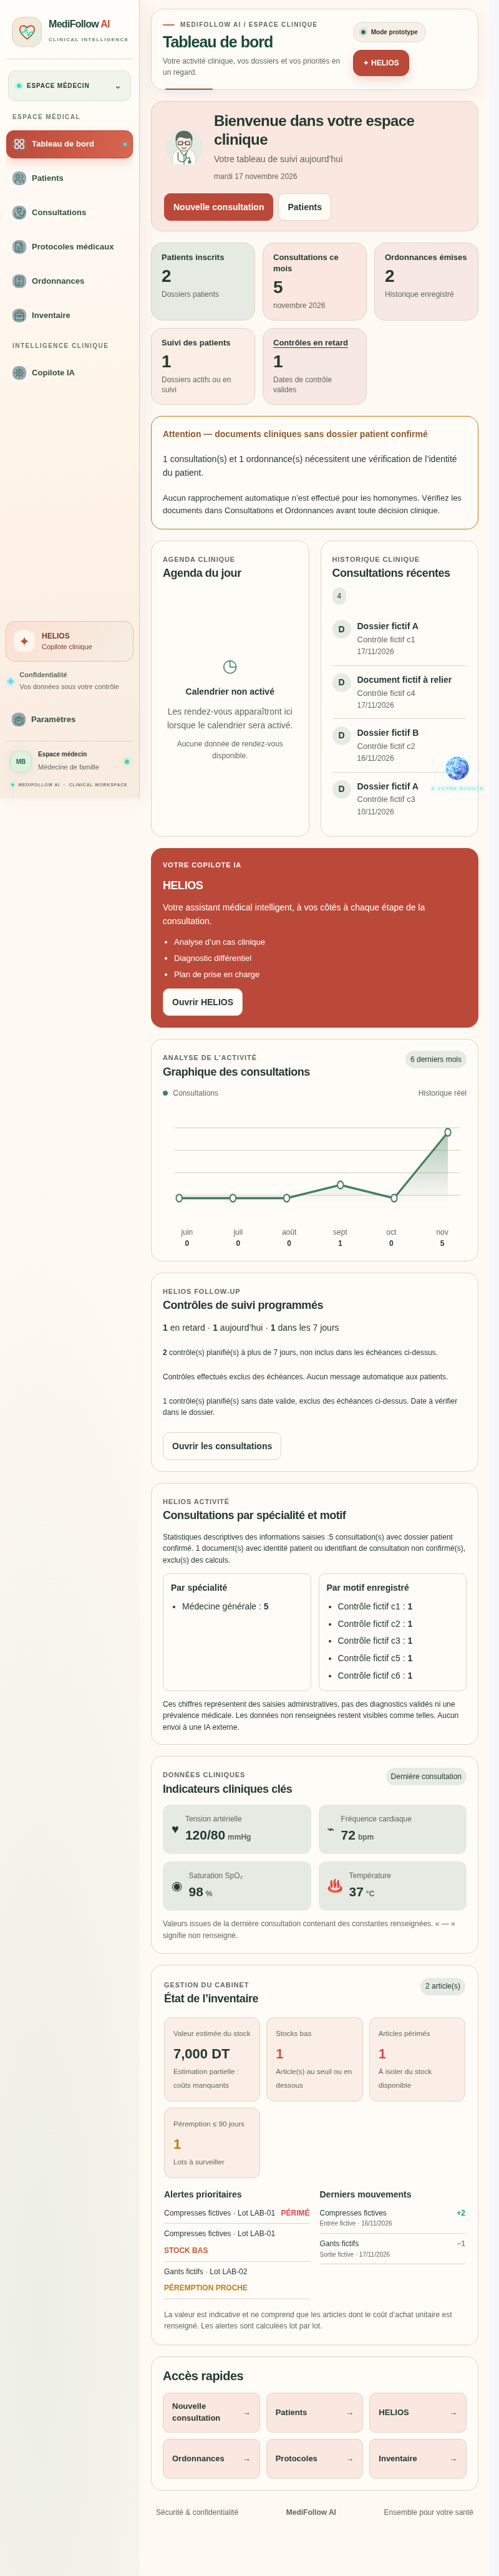 MediFollow AI
CLINICAL INTELLIGENCE
ESPACE MÉDECIN
ESPACE MÉDICAL
Tableau de bord
Patients
Consultations
Protocoles médicaux
Ordonnances
Inventaire
INTELLIGENCE CLINIQUE
Copilote IA
HELIOS
Copilote clinique
Confidentialité
Vos données sous votre contrôle
Paramètres
MB
Espace médecin
Médecine de famille
MEDIFOLLOW AI · CLINICAL WORKSPACE
MEDIFOLLOW AI / ESPACE CLINIQUE
Tableau de bord
Votre activité clinique, vos dossiers et vos priorités en
un regard.
Mode prototype
✦ HELIOS
Bienvenue dans votre espace
clinique
Votre tableau de suivi aujourd’hui
mardi 17 novembre 2026
Nouvelle consultation
Patients
Patients inscrits
2
Dossiers patients
Consultations ce
mois
5
novembre 2026
Ordonnances émises
2
Historique enregistré
Suivi des patients
1
Dossiers actifs ou en
suivi
Contrôles en retard
1
Dates de contrôle
valides
Attention — documents cliniques sans dossier patient confirmé
1 consultation(s) et 1 ordonnance(s) nécessitent une vérification de l’identité
du patient.
Aucun rapprochement automatique n’est effectué pour les homonymes. Vérifiez les
documents dans Consultations et Ordonnances avant toute décision clinique.
AGENDA CLINIQUE
Agenda du jour
Calendrier non activé
Les rendez-vous apparaîtront ici
lorsque le calendrier sera activé.
Aucune donnée de rendez-vous
disponible.
HISTORIQUE CLINIQUE
Consultations récentes
4
D
Dossier fictif A
Contrôle fictif c1
17/11/2026
D
Document fictif à relier
Contrôle fictif c4
17/11/2026
D
Dossier fictif B
Contrôle fictif c2
16/11/2026
D
Dossier fictif A
Contrôle fictif c3
10/11/2026
À VOTRE ÉCOUTE
VOTRE COPILOTE IA
HELIOS
Votre assistant médical intelligent, à vos côtés à chaque étape de la
consultation.
• Analyse d’un cas clinique
• Diagnostic différentiel
• Plan de prise en charge
Ouvrir HELIOS
ANALYSE DE L’ACTIVITÉ
Graphique des consultations
6 derniers mois
Consultations
Historique réel
juin juil août sept oct nov
0 0 0 1 0 5
HELIOS FOLLOW-UP
Contrôles de suivi programmés
1 en retard · 1 aujourd’hui · 1 dans les 7 jours
2 contrôle(s) planifié(s) à plus de 7 jours, non inclus dans les échéances ci-dessus.
Contrôles effectués exclus des échéances. Aucun message automatique aux patients.
1 contrôle(s) planifié(s) sans date valide, exclus des échéances ci-dessus. Date à vérifier
dans le dossier.
Ouvrir les consultations
HELIOS ACTIVITÉ
Consultations par spécialité et motif
Statistiques descriptives des informations saisies :5 consultation(s) avec dossier patient
confirmé. 1 document(s) avec identité patient ou identifiant de consultation non confirmé(s),
exclu(s) des calculs.
Par spécialité
• Médecine générale : 5
Par motif enregistré
• Contrôle fictif c1 : 1
• Contrôle fictif c2 : 1
• Contrôle fictif c3 : 1
• Contrôle fictif c5 : 1
• Contrôle fictif c6 : 1
Ces chiffres représentent des saisies administratives, pas des diagnostics validés ni une
prévalence médicale. Les données non renseignées restent visibles comme telles. Aucun
envoi à une IA externe.
DONNÉES CLINIQUES
Indicateurs cliniques clés
Dernière consultation
Tension artérielle
120/80 mmHg
Fréquence cardiaque
72 bpm
Saturation SpO₂
98 %
Température
37 °C
Valeurs issues de la dernière consultation contenant des constantes renseignées. « — »
signifie non renseigné.
GESTION DU CABINET
État de l’inventaire
2 article(s)
Valeur estimée du stock
7,000 DT
Estimation partielle :
coûts manquants
Stocks bas
1
Article(s) au seuil ou en
dessous
Articles périmés
1
À isoler du stock
disponible
Péremption ≤ 90 jours
1
Lots à surveiller
Alertes prioritaires
Compresses fictives · Lot LAB-01 PÉRIMÉ
Compresses fictives · Lot LAB-01
STOCK BAS
Gants fictifs · Lot LAB-02
PÉREMPTION PROCHE
Derniers mouvements
Compresses fictives +2
Entrée fictive · 16/11/2026
Gants fictifs −1
Sortie fictive · 17/11/2026
La valeur est indicative et ne comprend que les articles dont le coût d’achat unitaire est
renseigné. Les alertes sont calculées lot par lot.
Accès rapides
Nouvelle
consultation →
Patients →
HELIOS →
Ordonnances →
Protocoles →
Inventaire →
Sécurité & confidentialité
MediFollow AI
Ensemble pour votre santé